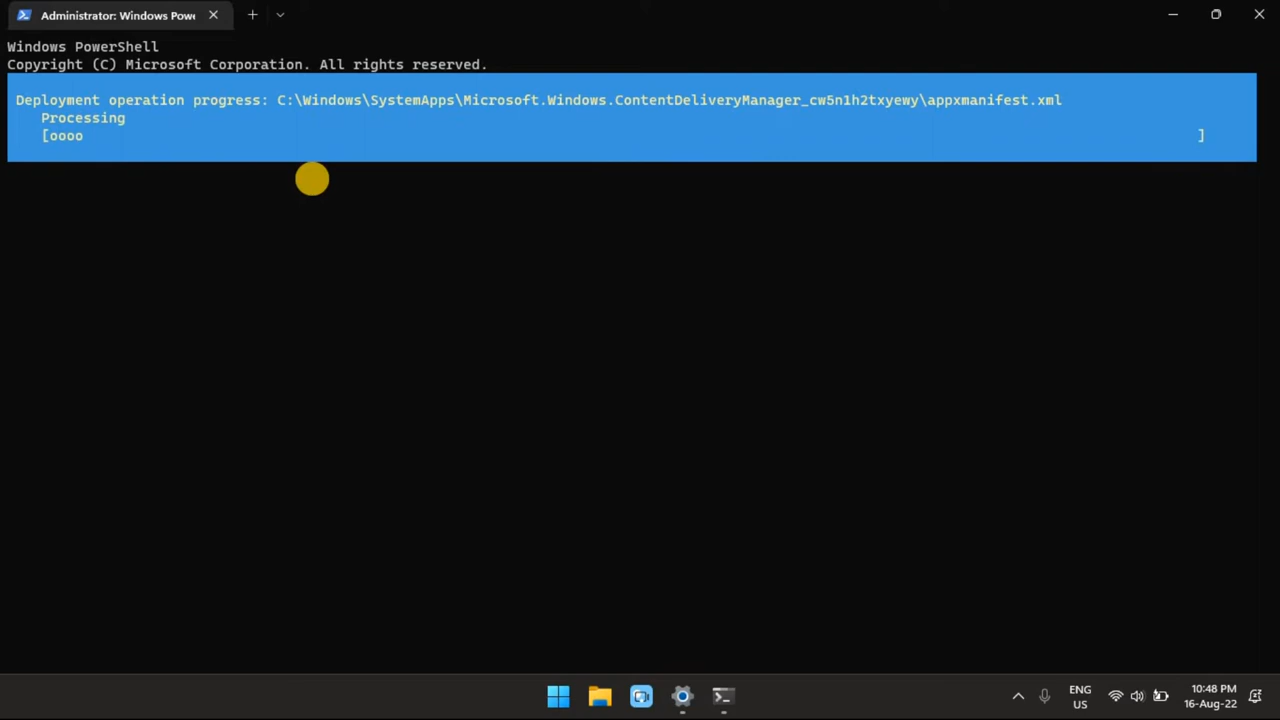 Administrator: Windows Pow
Windows PowerShell
Copyright (C) Microsoft Corporation. All rights reserved.
Deployment operation progress: C:\Windows\SystemApps\Microsoft.Windows.ContentDeliveryManager_cw5n1h2txyewy\appxmanifest.xml
Processing
[oooo ]
ENG
US
10:48 PM
16-Aug-22